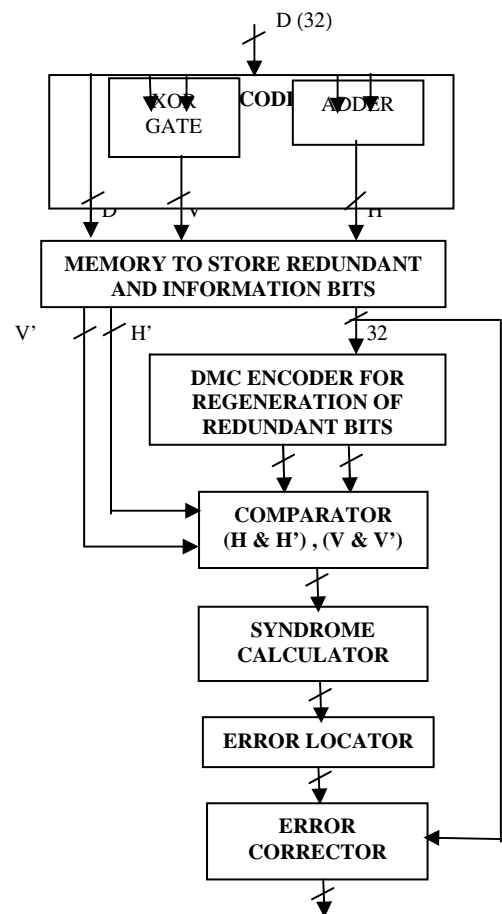 D (32)
XOR
GATE
CODI
ADDER
D
V
H
MEMORY TO STORE REDUNDANT
AND INFORMATION BITS
V'
H'
32
DMC ENCODER FOR
REGENERATION OF
REDUNDANT BITS
COMPARATOR
(H & H') , (V & V')
SYNDROME
CALCULATOR
ERROR LOCATOR
ERROR
CORRECTOR